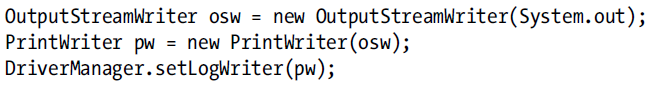 OutputStreamWriter osw = new OutputStreamWriter(System.out);
PrintWriter pw = new PrintWriter(osw);
DriverManager.setLogWriter(pw);